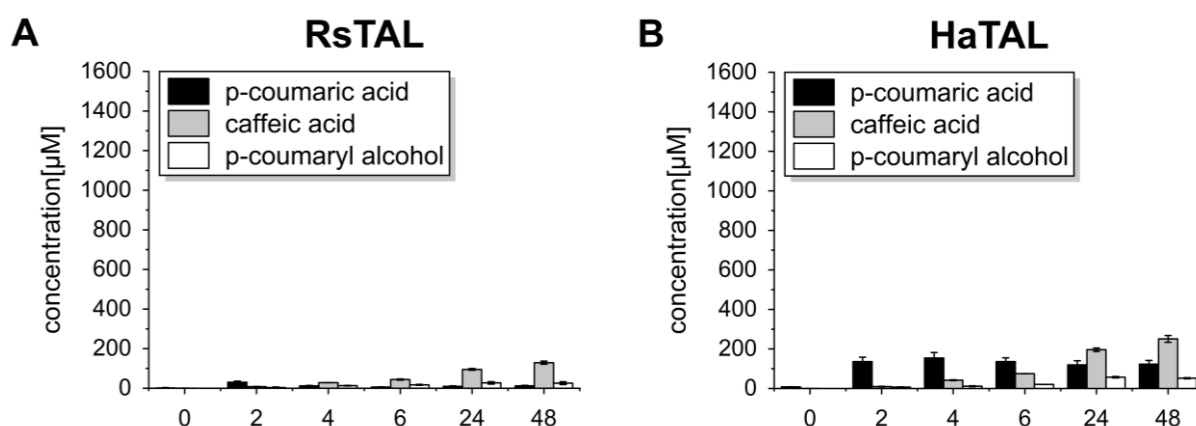 A
RsTAL
1600
1400
1200
1000
800
600
400
200
0
concentration[µM]
p-coumaric acid
caffeic acid
p-coumaryl alcohol
0 2 4 6 24 48
B
HaTAL
1600
1400
1200
1000
800
600
400
200
0
concentration[µM]
p-coumaric acid
caffeic acid
p-coumaryl alcohol
0 2 4 6 24 48